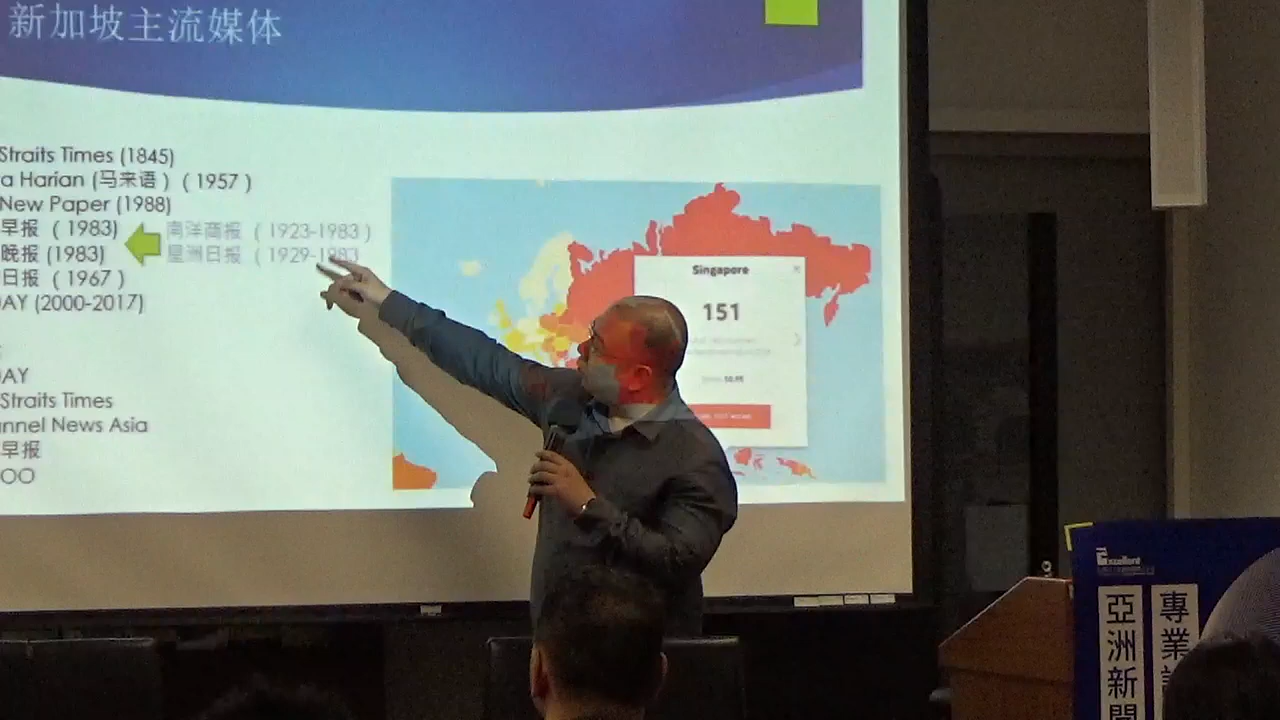 新加坡主流媒体
Straits Times (1845)
a Harian (马来语) (1957)
New Paper (1988)
早报 (1983) 南洋商报 (1923-1983)
晚报 (1983) 星洲日报 (1929-1983
日报 (1967)
AY (2000-2017)
AY
Straits Times
nnel News Asia
早报
OO
Singapore
151
Excellent
亞洲新聞
專業